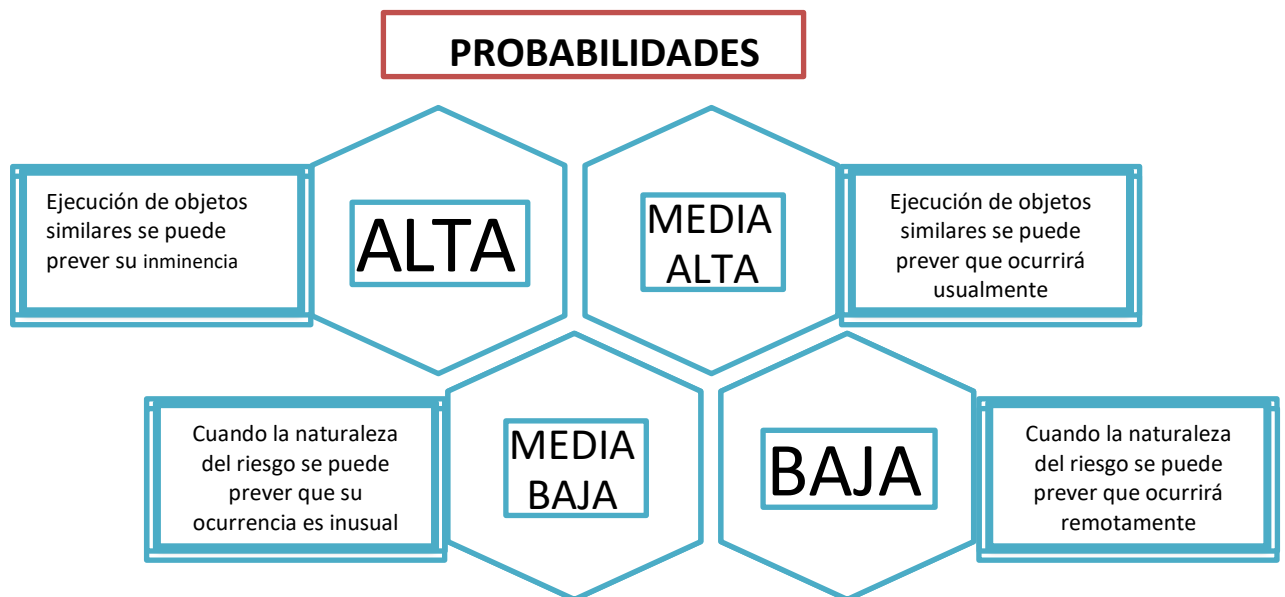 PROBABILIDADES
Ejecución de objetos
similares se puede
prever su inminencia
ALTA
MEDIA
ALTA
Ejecución de objetos
similares se puede
prever que ocurrirá
usualmente
Cuando la naturaleza
del riesgo se puede
prever que su
ocurrencia es inusual
MEDIA
BAJA
BAJA
Cuando la naturaleza
del riesgo se puede
prever que ocurrirá
remotamente